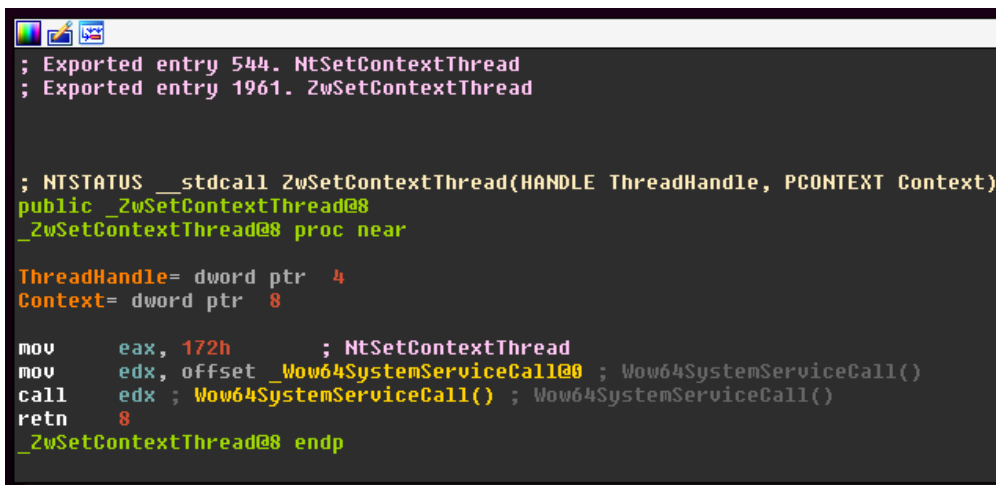 ; Exported entry 544. NtSetContextThread
; Exported entry 1961. ZwSetContextThread
; NTSTATUS __stdcall ZwSetContextThread(HANDLE ThreadHandle, PCONTEXT Context)
public _ZwSetContextThread@8
_ZwSetContextThread@8 proc near
ThreadHandle= dword ptr  4
Context= dword ptr  8
mov     eax, 172h       ; NtSetContextThread
mov     edx, offset _Wow64SystemServiceCall@0 ; Wow64SystemServiceCall()
call    edx ; Wow64SystemServiceCall() ; Wow64SystemServiceCall()
retn    8
_ZwSetContextThread@8 endp